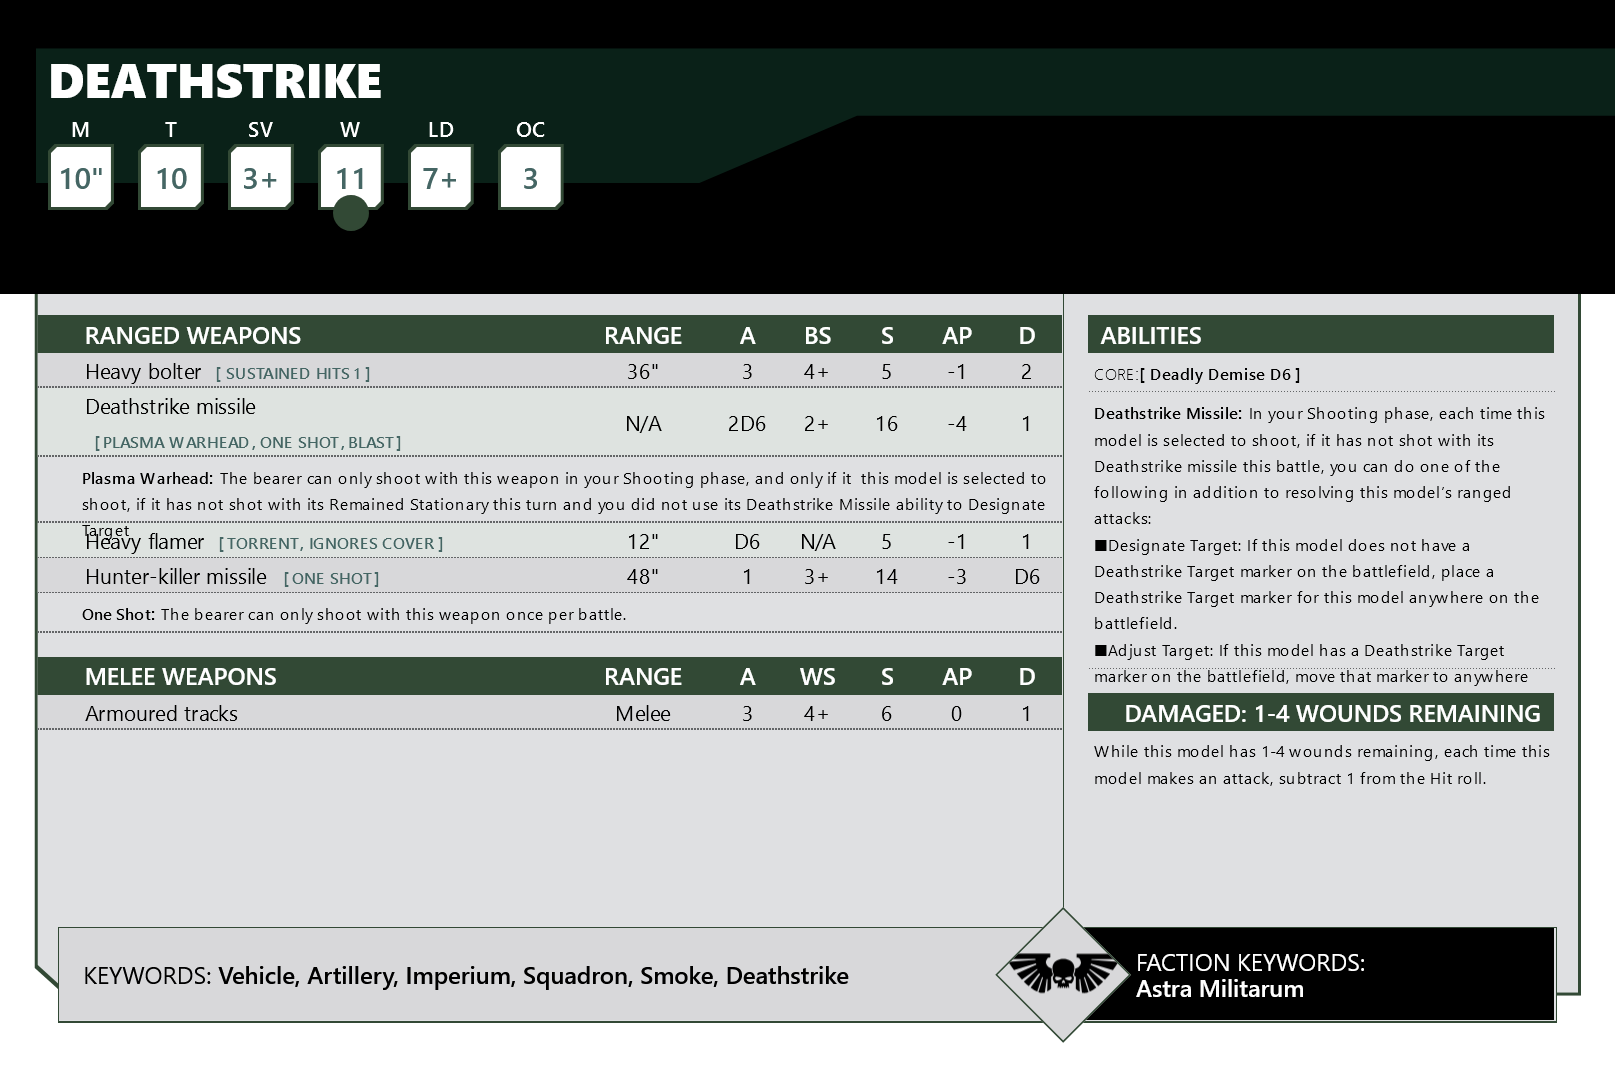 DEATHSTRIKE
M T SV W LD OC
10" 10 3+ 11 7+ 3
RANGED WEAPONS RANGE A BS S AP D
Heavy bolter [ SUSTAINED HITS 1 ] 36" 3 4+ 5 -1 2
Deathstrike missile
[ PLASMA WARHEAD, ONE SHOT, BLAST] N/A 2D6 2+ 16 -4 1
Plasma Warhead: The bearer can only shoot with this weapon in your Shooting phase, and only if it this model is selected to
shoot, if it has not shot with its Remained Stationary this turn and you did not use its Deathstrike Missile ability to Designate
Target
Heavy flamer [ TORRENT, IGNORES COVER ] 12" D6 N/A 5 -1 1
Hunter-killer missile [ ONE SHOT] 48" 1 3+ 14 -3 D6
One Shot: The bearer can only shoot with this weapon once per battle.
MELEE WEAPONS RANGE A WS S AP D
Armoured tracks Melee 3 4+ 6 0 1
ABILITIES
CORE:[ Deadly Demise D6 ]
Deathstrike Missile: In your Shooting phase, each time this
model is selected to shoot, if it has not shot with its
Deathstrike missile this battle, you can do one of the
following in addition to resolving this model’s ranged
attacks:
■Designate Target: If this model does not have a
Deathstrike Target marker on the battlefield, place a
Deathstrike Target marker for this model anywhere on the
battlefield.
■Adjust Target: If this model has a Deathstrike Target
marker on the battlefield, move that marker to anywhere
DAMAGED: 1-4 WOUNDS REMAINING
While this model has 1-4 wounds remaining, each time this
model makes an attack, subtract 1 from the Hit roll.
KEYWORDS: Vehicle, Artillery, Imperium, Squadron, Smoke, Deathstrike
FACTION KEYWORDS:
Astra Militarum